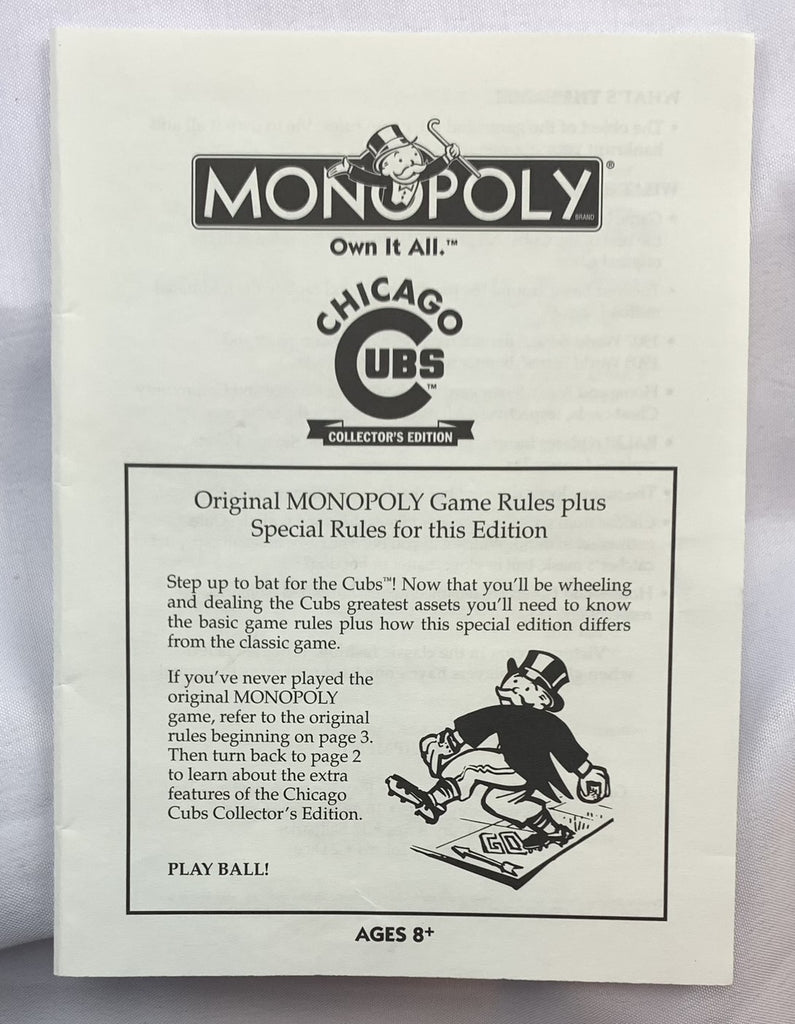 MONOPOLY®
BRAND
Own It All.™
CHICAGO
CUBS™
COLLECTOR'S EDITION
Original MONOPOLY Game Rules plus
Special Rules for this Edition
Step up to bat for the Cubs™! Now that you'll be wheeling
and dealing the Cubs greatest assets you'll need to know
the basic game rules plus how this special edition differs
from the classic game.
If you've never played the
original MONOPOLY
game, refer to the original
rules beginning on page 3.
Then turn back to page 2
to learn about the extra
features of the Chicago
Cubs Collector's Edition.
GO
PLAY BALL!
AGES 8+